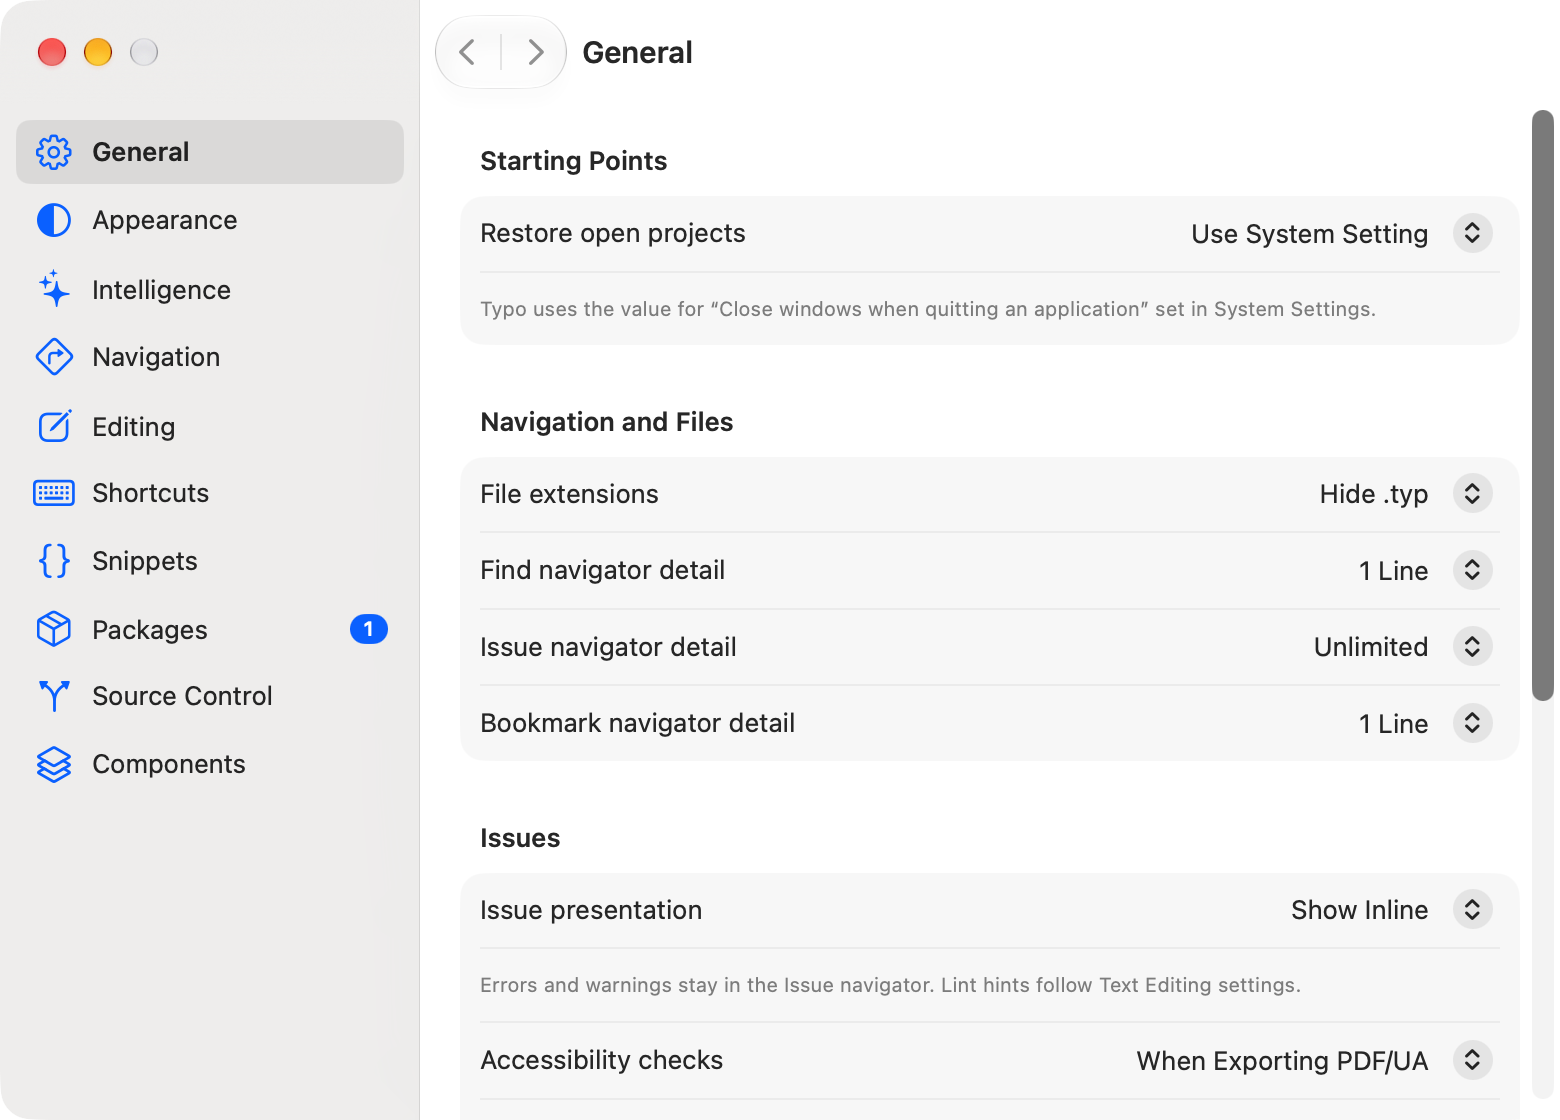 General
General
Appearance
Intelligence
Navigation
Editing
Shortcuts
Snippets
Packages 1
Source Control
Components
Starting Points
Restore open projects Use System Setting
Typo uses the value for “Close windows when quitting an application” set in System Settings.
Navigation and Files
File extensions Hide .typ
Find navigator detail 1 Line
Issue navigator detail Unlimited
Bookmark navigator detail 1 Line
Issues
Issue presentation Show Inline
Errors and warnings stay in the Issue navigator. Lint hints follow Text Editing settings.
Accessibility checks When Exporting PDF/UA